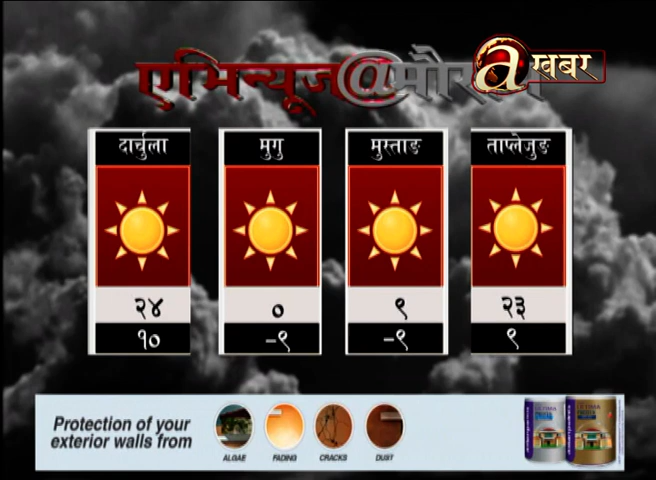 एभिन्यूज@मोर
a खबर
दार्चुला मुगु मुस्ताङ ताप्लेजुङ
२४ ० ९ २३
१० -९ -९ ९
Protection of your
exterior walls from
ALGAE FADING CRACKS DUST